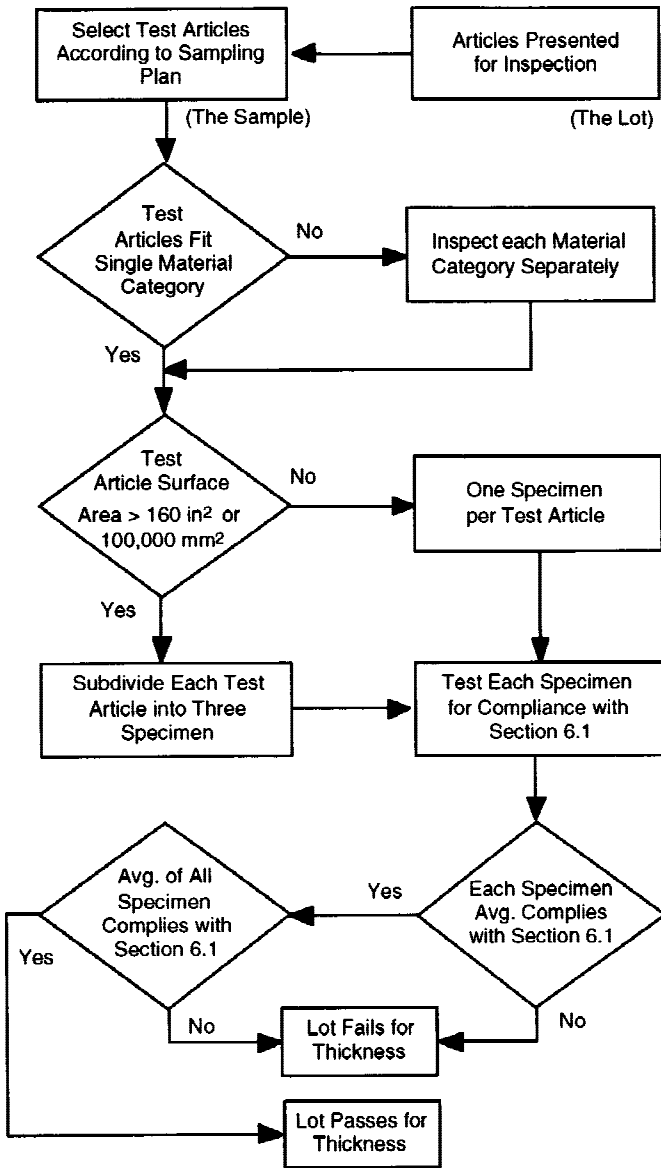 Select Test Articles
According to Sampling
Plan
Articles Presented
for Inspection
(The Sample)
(The Lot)
Test
Articles Fit
Single Material
Category
No
Inspect each Material
Category Separately
Yes
Test
Article Surface
Area > 160 in² or
100,000 mm²
No
One Specimen
per Test Article
Yes
Subdivide Each Test
Article into Three
Specimen
Test Each Specimen
for Compliance with
Section 6.1
Each Specimen
Avg. Complies
with Section 6.1
Yes
Avg. of All
Specimen
Complies with
Section 6.1
Yes
No
No
Lot Fails for
Thickness
Lot Passes for
Thickness